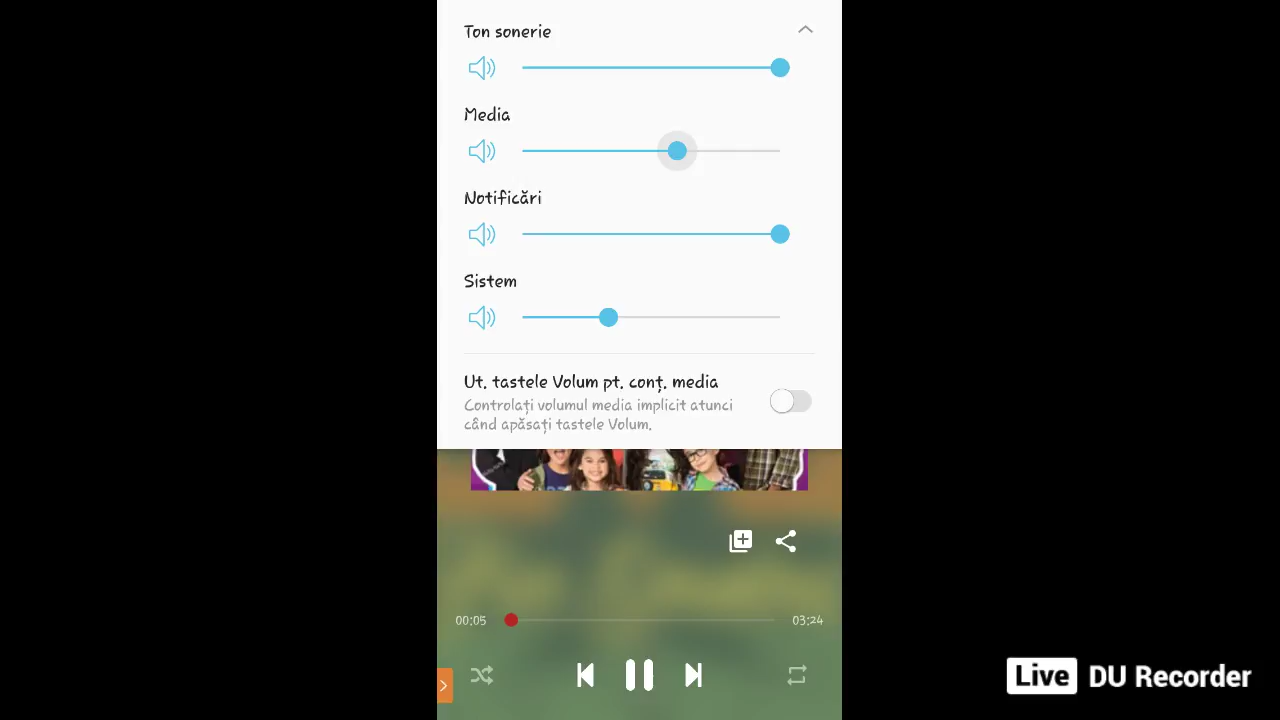 Ton sonerie
Media
Notificări
Sistem
Ut. tastele Volum pt. conț. media
Controlați volumul media implicit atunci
când apăsați tastele Volum.
00:05
03:24
Live DU Recorder